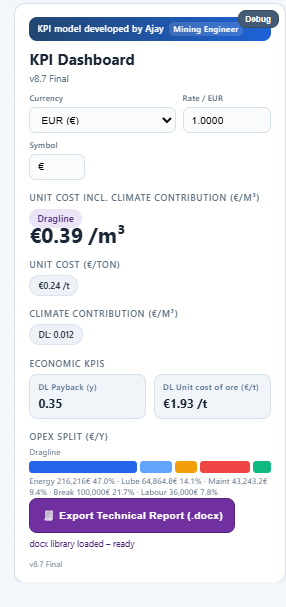 Debug
KPI model developed by Ajay Mining Engineer
KPI Dashboard
v8.7 Final
Currency Rate / EUR
EUR (€) 1.0000
Symbol
€
UNIT COST INCL. CLIMATE CONTRIBUTION (€/M³)
Dragline
€0.39 /m³
UNIT COST (€/TON)
€0.24 /t
CLIMATE CONTRIBUTION (€/M³)
DL: 0.012
ECONOMIC KPIS
DL Payback (y) DL Unit cost of ore (€/t)
0.35 €1.93 /t
OPEX SPLIT (€/Y)
Dragline
Energy 216,216€ 47.0% · Lube 64,864.8€ 14.1% · Maint 43,243.2€
9.4% · Break 100,000€ 21.7% · Labour 36,000€ 7.8%
🧾 Export Technical Report (.docx)
docx library loaded – ready
v8.7 Final